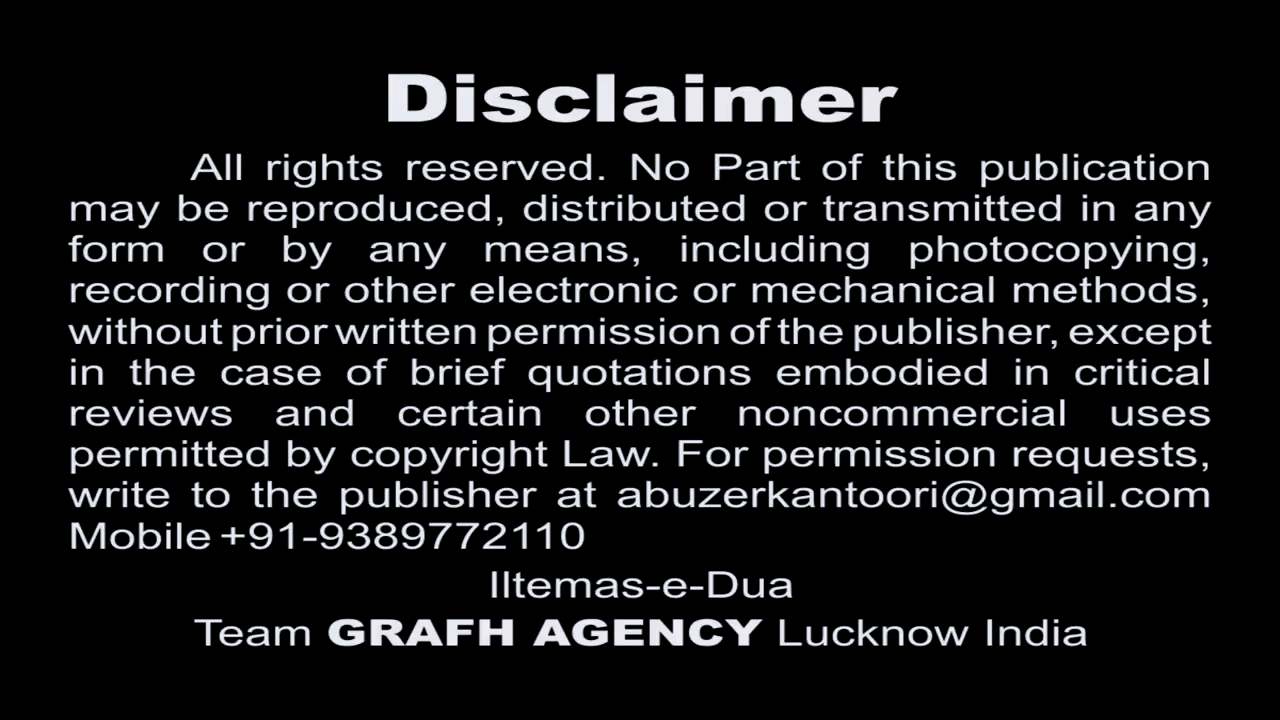 Disclaimer
All rights reserved. No Part of this publication
may be reproduced, distributed or transmitted in any
form or by any means, including photocopying,
recording or other electronic or mechanical methods,
without prior written permission of the publisher, except
in the case of brief quotations embodied in critical
reviews and certain other noncommercial uses
permitted by copyright Law. For permission requests,
write to the publisher at abuzerkantoori@gmail.com
Mobile +91-9389772110
IItemas-e-Dua
Team GRAFH AGENCY Lucknow India